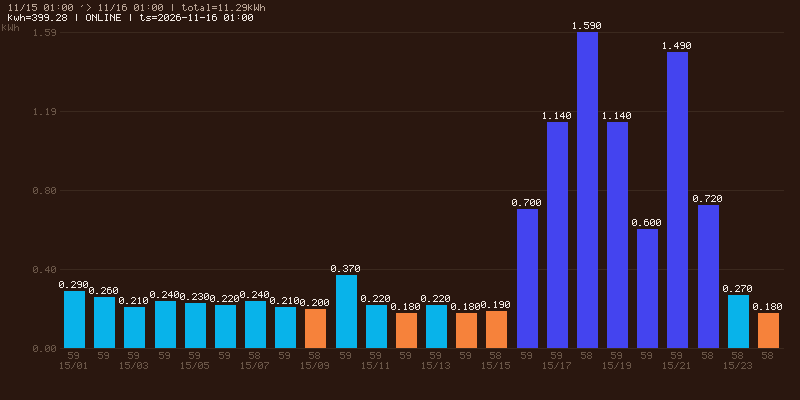 11/15 01:00 -> 11/16 01:00 | total=11.29KWh
Kwh=399.28 | ONLINE | ts=2026-11-16 01:00
KWh
1.59
1.19
0.80
0.40
0.00
0.290 0.260 0.210 0.240 0.230 0.220 0.240 0.210 0.200 0.370 0.220 0.180 0.220 0.180 0.190 0.700 1.140 1.590 1.140 0.600 1.490 0.720 0.270 0.180
59 59 59 59 59 59 58 59 59 59 59 59 59 59 58 59 59 58 59 59 59 58 58 58
15/01 15/03 15/05 15/07 15/09 15/11 15/13 15/15 15/17 15/19 15/21 15/23